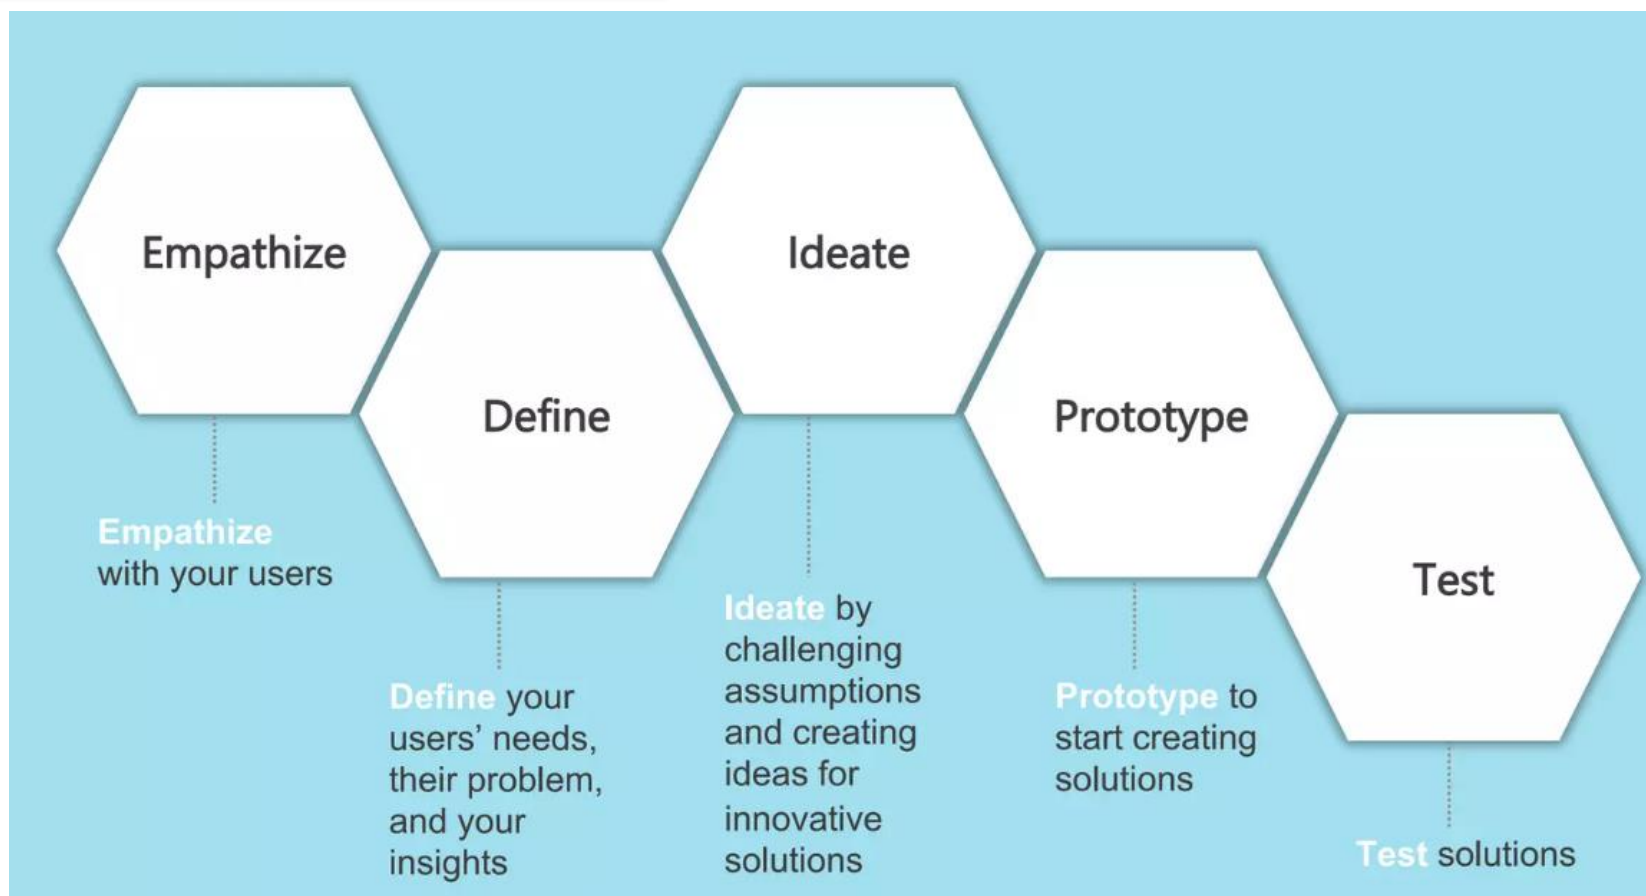 Empathize
Define
Ideate
Prototype
Test
Empathize
with your users
Define your
users’ needs,
their problem,
and your
insights
Ideate by
challenging
assumptions
and creating
ideas for
innovative
solutions
Prototype to
start creating
solutions
Test solutions